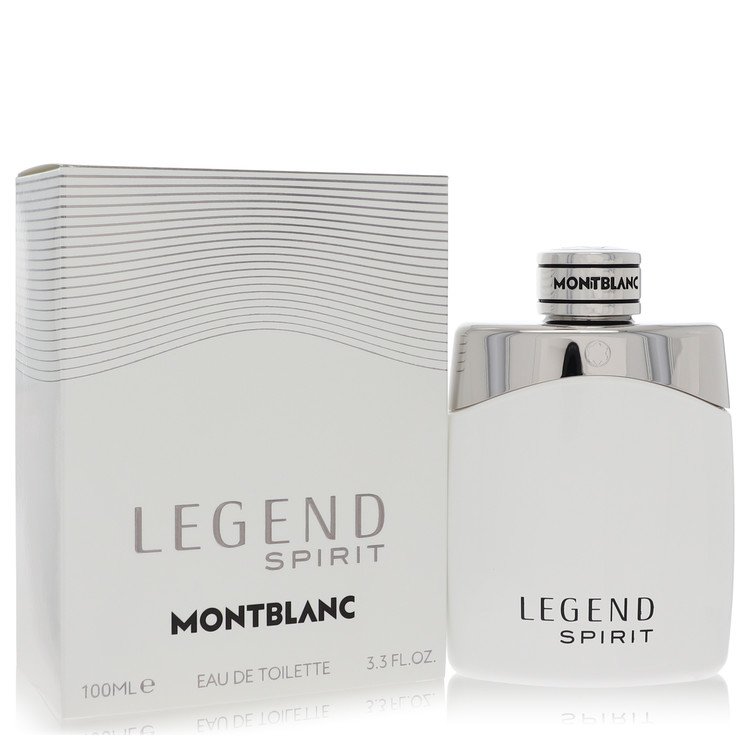 LEGEND
SPIRIT
MONTBLANC
100ML e EAU DE TOILETTE 3.3 FL.OZ.
MONTBLANC
LEGEND
SPIRIT